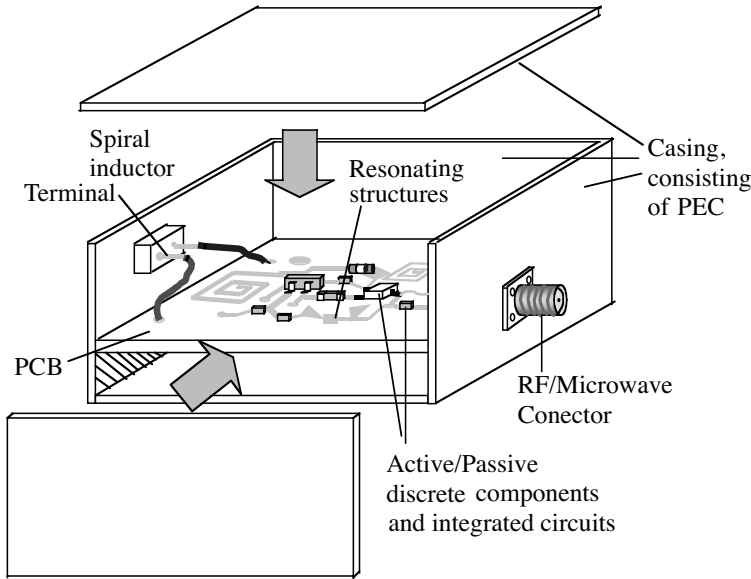 Spiral
inductor
Terminal
Resonating
structures
Casing,
consisting
of PEC
PCB
RF/Microwave
Conector
Active/Passive
discrete components
and integrated circuits